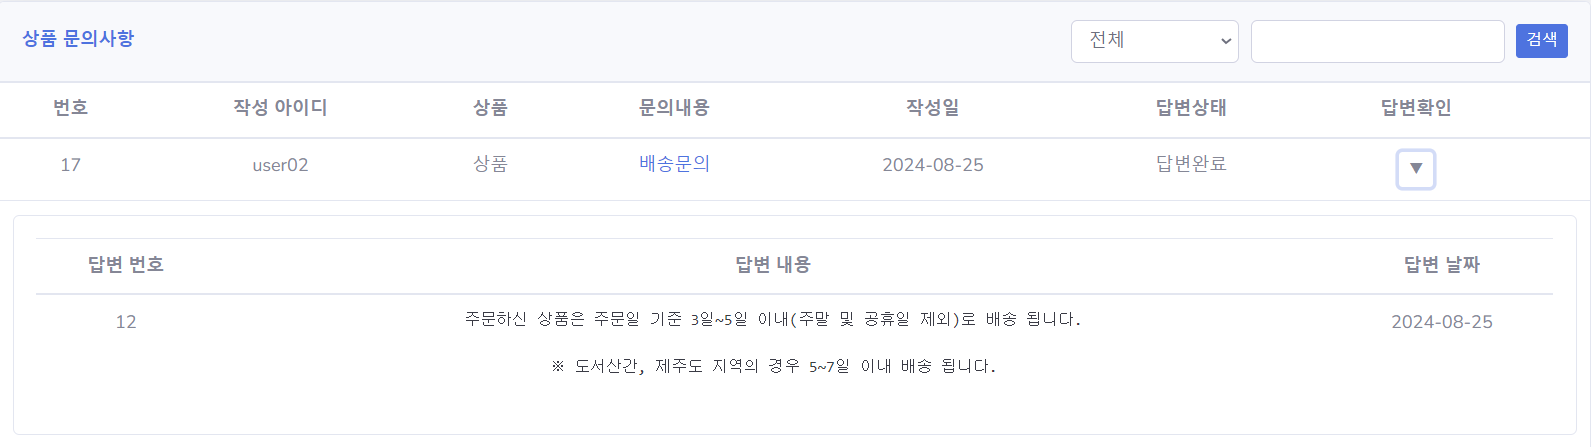 상품 문의사항 전체 검색
번호 작성 아이디 상품 문의내용 작성일 답변상태 답변확인
17 user02 상품 배송문의 2024-08-25 답변완료 ▼
답변 번호 답변 내용 답변 날짜
12 주문하신 상품은 주문일 기준 3일~5일 이내(주말 및 공휴일 제외)로 배송 됩니다. 2024-08-25
※ 도서산간, 제주도 지역의 경우 5~7일 이내 배송 됩니다.